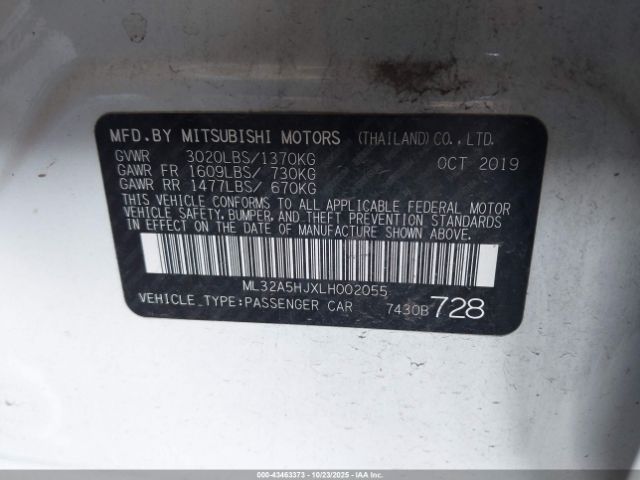 MFD.BY MITSUBISHI MOTORS (THAILAND)CO.,LTD.
GVWR 3020LBS/1370KG OCT 2019
GAWR FR 1609LBS/ 730KG
GAWR RR 1477LBS/ 670KG
THIS VEHICLE CONFORMS TO ALL APPLICABLE FEDERAL MOTOR
VEHICLE SAFETY, BUMPER, AND THEFT PREVENTION STANDARDS
IN EFFECT ON THE DATE OF MANUFACTURE SHOWN ABOVE.
ML32A5HJXLH002055
VEHICLE TYPE:PASSENGER CAR 7430B 728
000-43463373 - 10/23/2025 - IAAI.COM